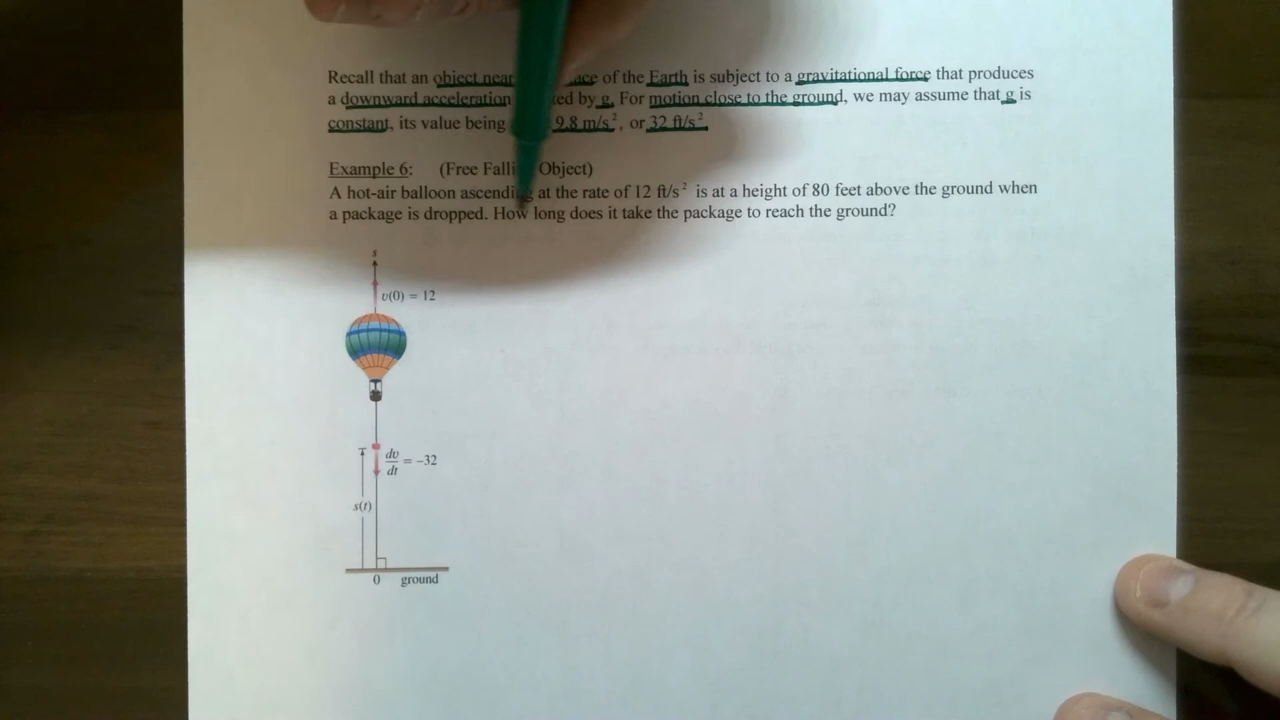 Recall that an object near ace of the Earth is subject to a gravitational force that produces
a downward acceleration ed by g. For motion close to the ground, we may assume that g is
constant, its value being 9.8 m/s², or 32 ft/s².
Example 6: (Free Falling Object)
A hot-air balloon ascending at the rate of 12 ft/s² is at a height of 80 feet above the ground when
a package is dropped. How long does it take the package to reach the ground?
s
v(0) = 12
dv/dt = −32
s(t)
0 ground